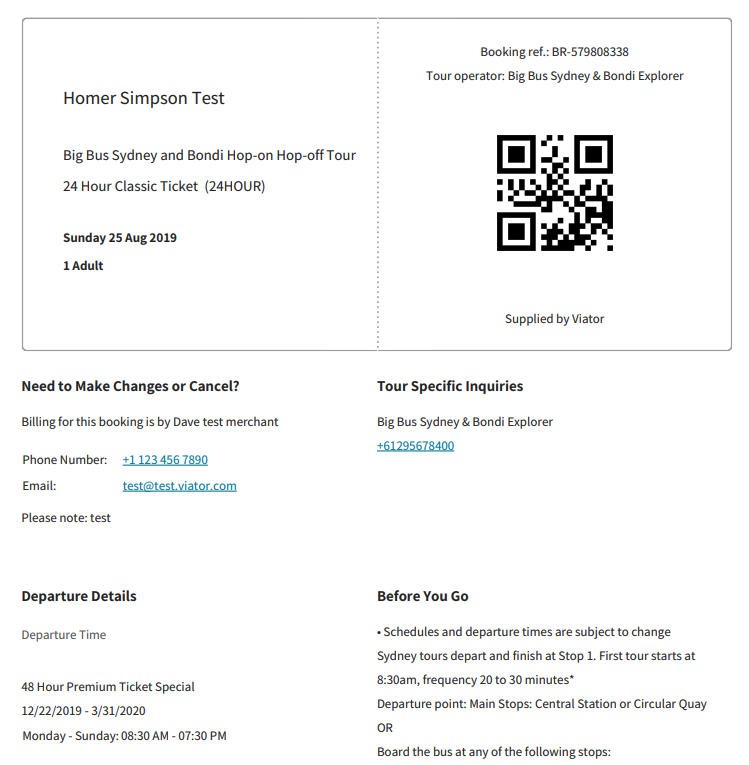 Homer Simpson Test
Big Bus Sydney and Bondi Hop-on Hop-off Tour
24 Hour Classic Ticket (24HOUR)
Sunday 25 Aug 2019
1 Adult
Booking ref.: BR-579808338
Tour operator: Big Bus Sydney & Bondi Explorer
Supplied by Viator
Need to Make Changes or Cancel?
Billing for this booking is by Dave test merchant
Phone Number: +1 123 456 7890
Email: test@test.viator.com
Please note: test
Tour Specific Inquiries
Big Bus Sydney & Bondi Explorer
+61295678400
Departure Details
Departure Time
48 Hour Premium Ticket Special
12/22/2019 - 3/31/2020
Monday - Sunday: 08:30 AM - 07:30 PM
Before You Go
• Schedules and departure times are subject to change
Sydney tours depart and finish at Stop 1. First tour starts at
8:30am, frequency 20 to 30 minutes*
Departure point: Main Stops: Central Station or Circular Quay
OR
Board the bus at any of the following stops: